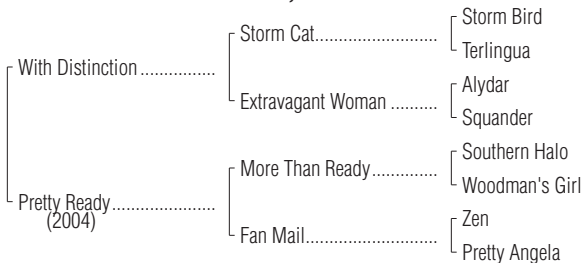 Storm Bird
Storm Cat....................................
Terlingua
With Distinction ................
Alydar
Extravagant Woman ..........
Squander
Southern Halo
More Than Ready..............
Woodman's Girl
Pretty Ready......................
(2004)
Zen
Fan Mail............................
Pretty Angela